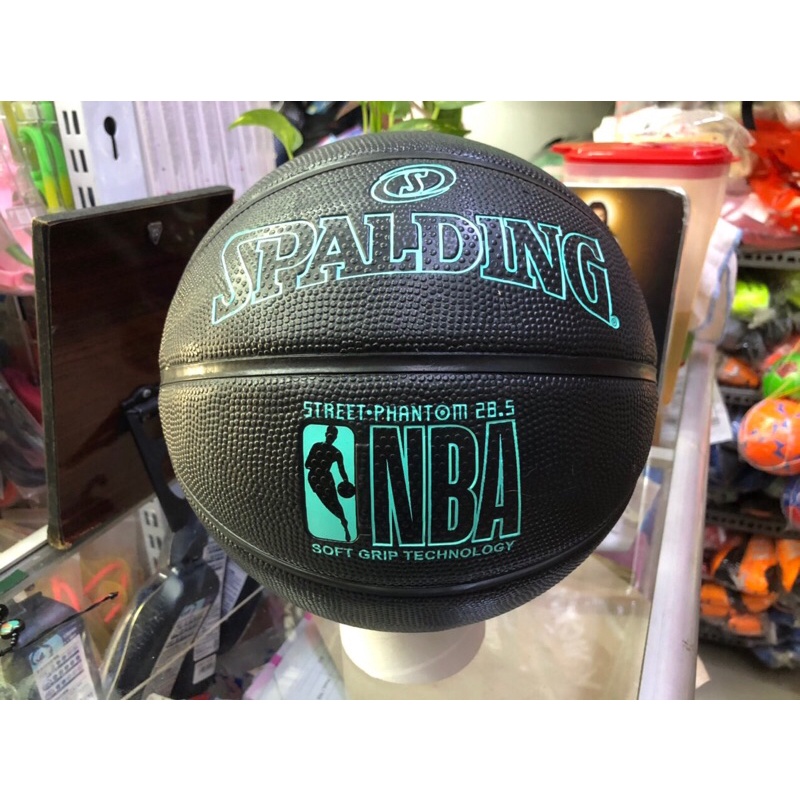 S
SPALDING®
STREET•PHANTOM 28.5
NBA
SOFT GRIP TECHNOLOGY